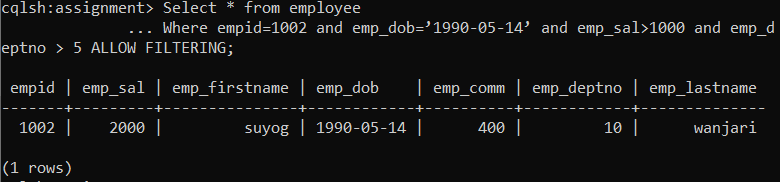 cqlsh:assignment> Select * from employee
... Where empid=1002 and emp_dob=’1990-05-14’ and emp_sal>1000 and emp_d
eptno > 5 ALLOW FILTERING;
empid | emp_sal | emp_firstname | emp_dob | emp_comm | emp_deptno | emp_lastname
-------+---------+---------------+------------+----------+------------+--------------
1002 | 2000 | suyog | 1990-05-14 | 400 | 10 | wanjari
(1 rows)